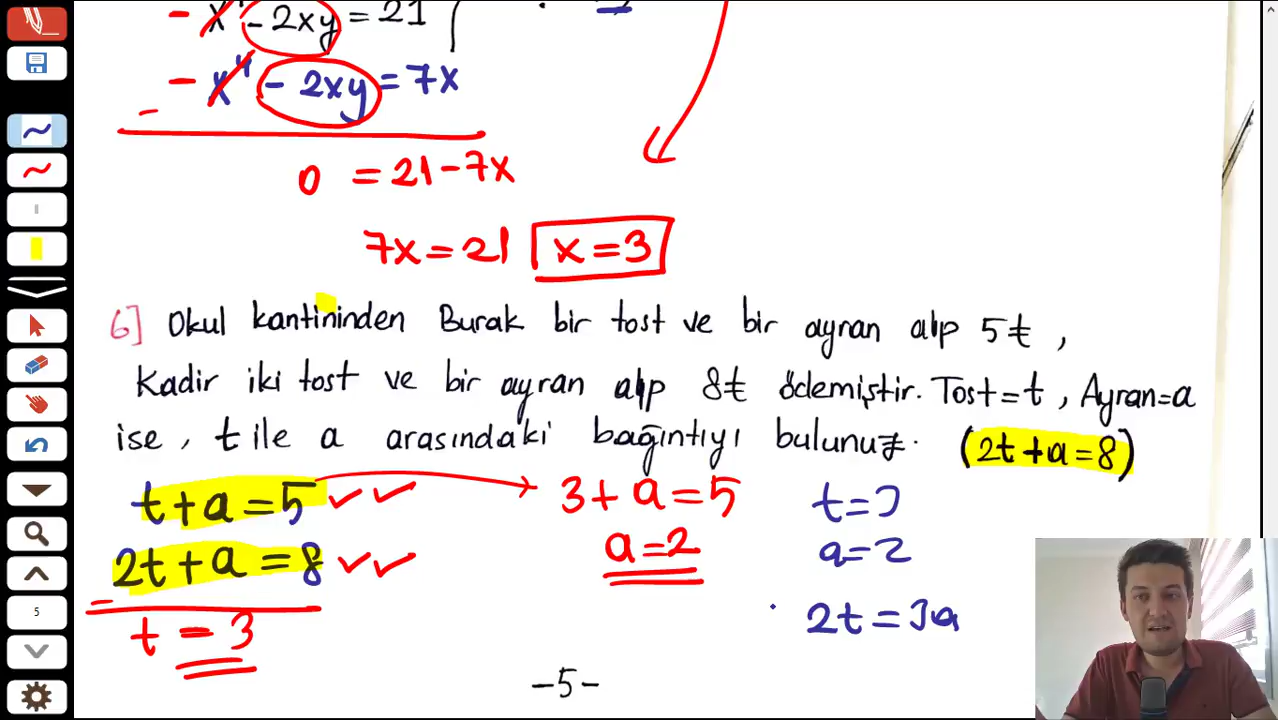 - x⁴ - 2xy = 21
- x⁴ - 2xy = 7x
0 = 21 - 7x
7x = 21 x = 3
6] Okul kantininden Burak bir tost ve bir ayran alıp 5₺,
Kadir iki tost ve bir ayran alıp 8₺ ödemiştir. Tost = t, Ayran = a
ise, t ile a arasındaki bağıntıyı bulunuz. (2t + a = 8)
t + a = 5 3 + a = 5 t = 3
2t + a = 8 a = 2 a = 2
t = 3 2t = 3a
5
-5-